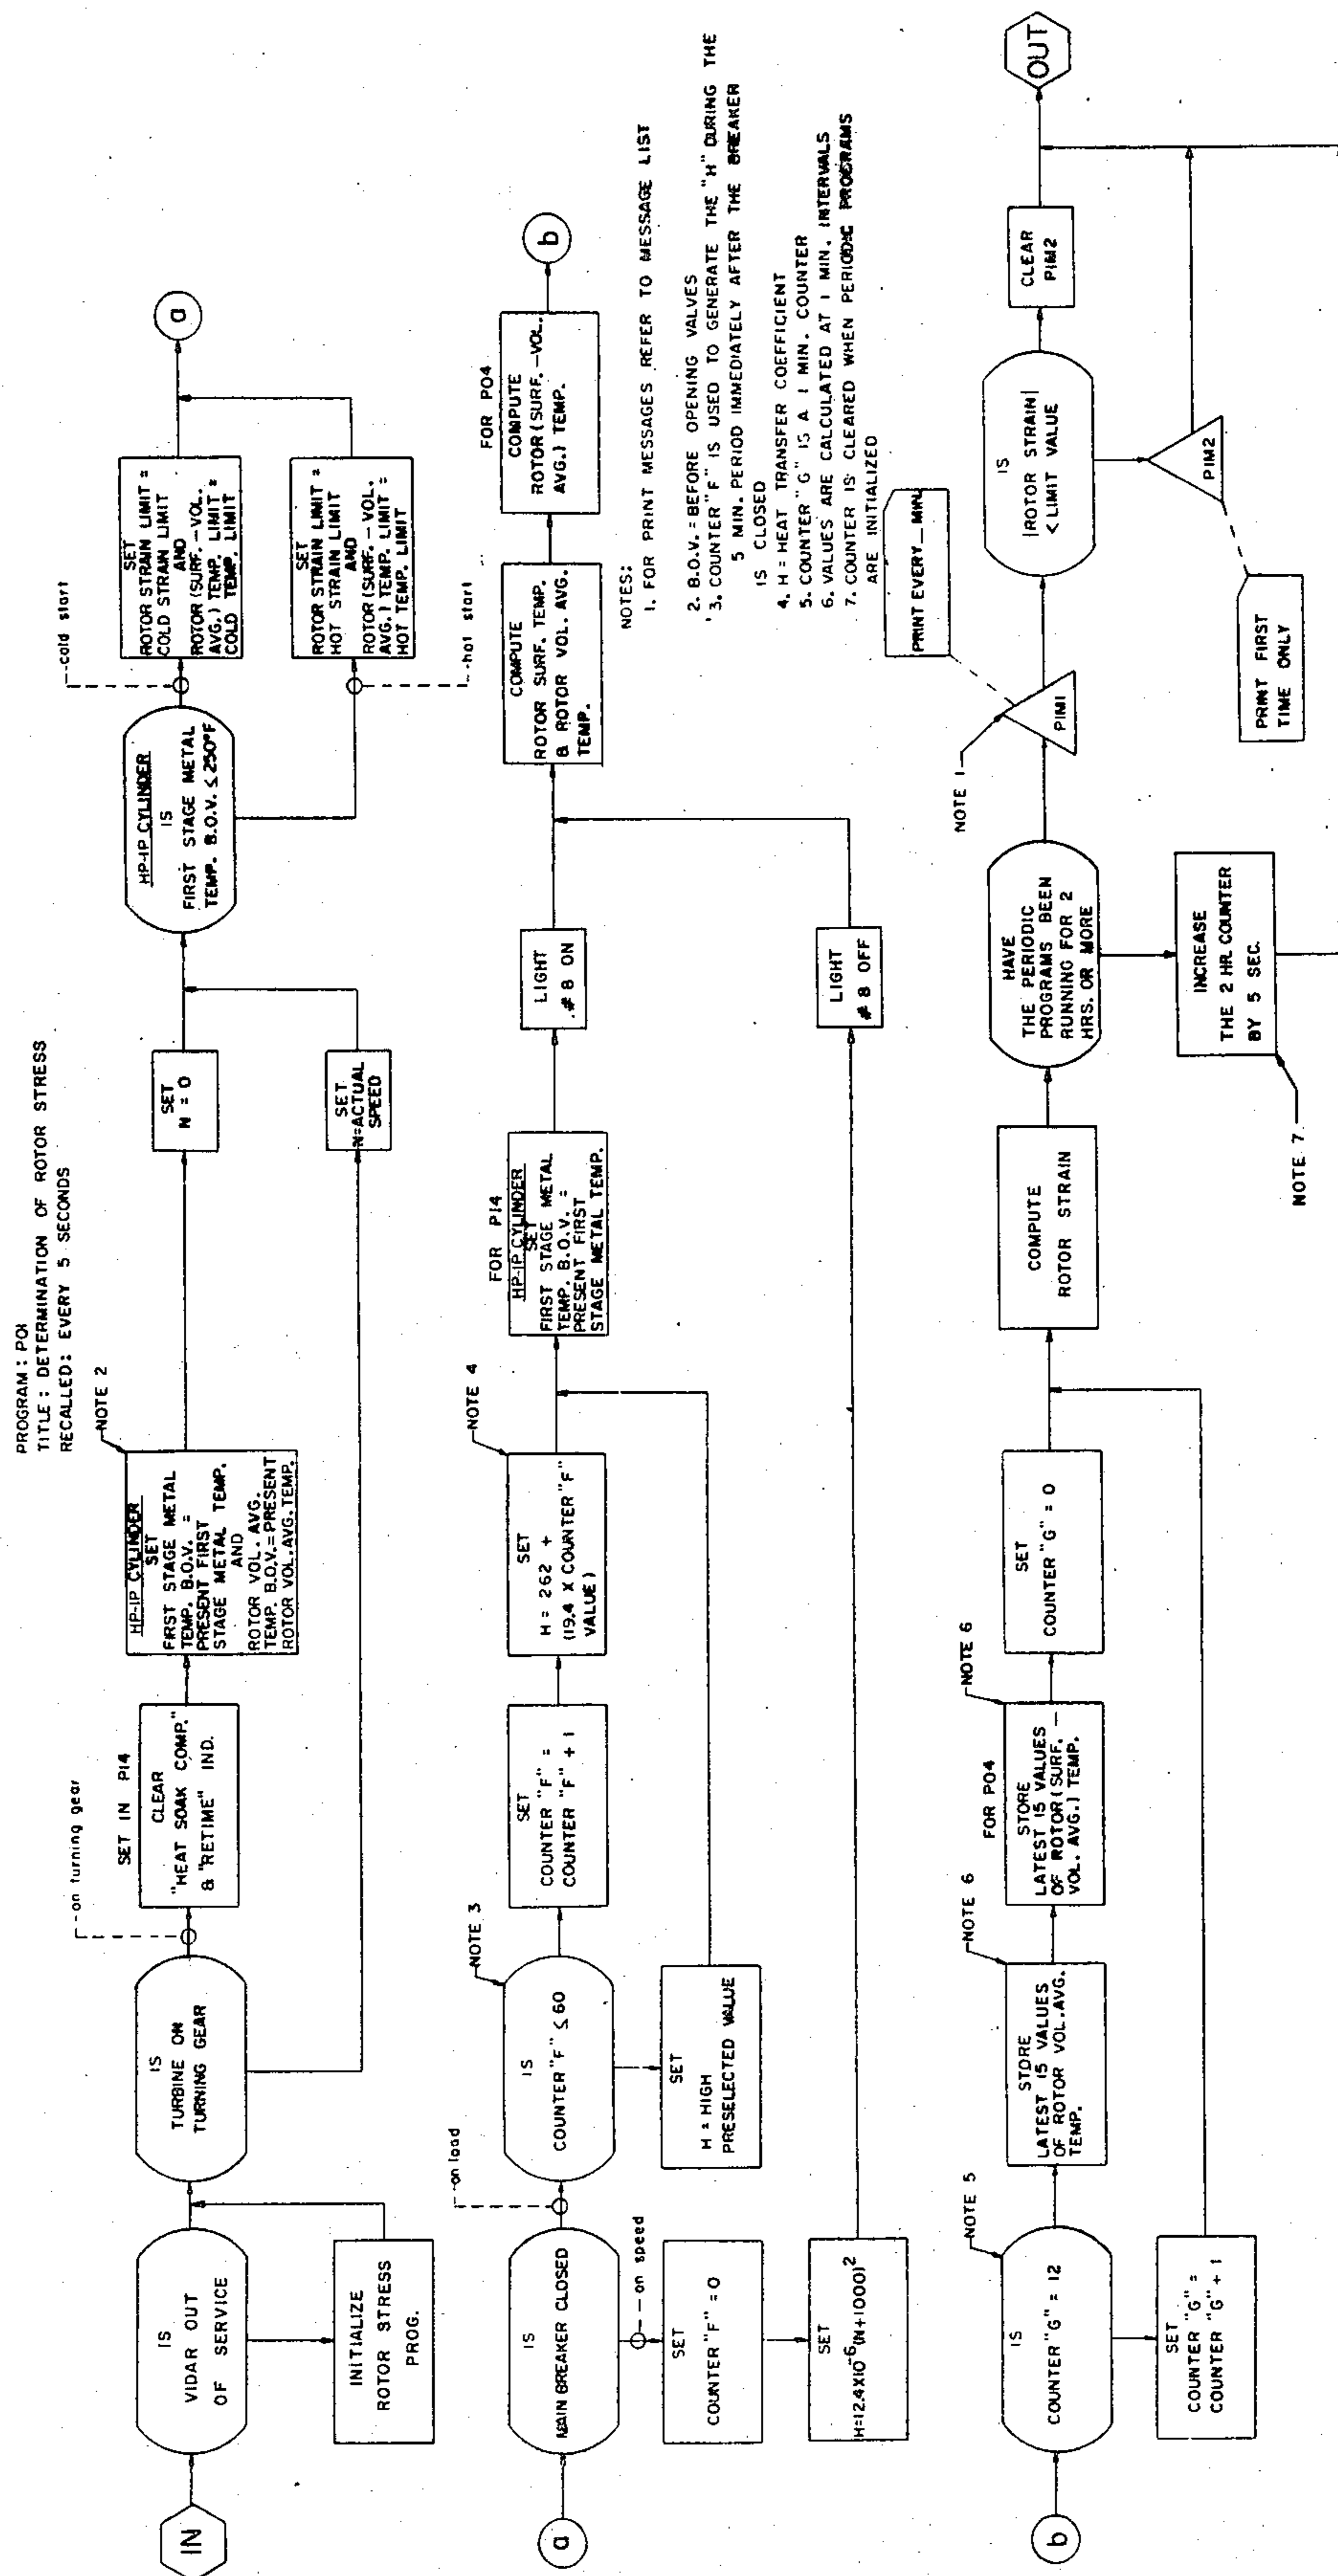 PROGRAM: P01
TITLE: DETERMINATION OF ROTOR STRESS
RECALLED: EVERY 5 SECONDS
IN
IS
VIDAR OUT
OF SERVICE
INITIALIZE
ROTOR STRESS
PROG.
IS
TURBINE ON
TURNING GEAR
--on turning gear
SET IN P14
CLEAR
"HEAT SOAK COMP."
& "RETIME" IND.
NOTE 2
HP-IP CYLINDER
SET
FIRST STAGE METAL
TEMP. B.O.V. =
PRESENT FIRST
STAGE METAL TEMP.
AND
ROTOR VOL. AVG.
TEMP. B.O.V.=PRESENT
ROTOR VOL.AVG.TEMP.
SET
N = 0
SET
N=ACTUAL
SPEED
HP-IP CYLINDER
IS
FIRST STAGE METAL
TEMP. B.O.V. ≤ 250°F
--cold start
SET
ROTOR STRAIN LIMIT =
COLD STRAIN LIMIT
AND
ROTOR (SURF.-VOL.
AVG.) TEMP. LIMIT =
COLD TEMP. LIMIT
SET
ROTOR STRAIN LIMIT =
HOT STRAIN LIMIT
AND
ROTOR (SURF.-VOL.
AVG.) TEMP. LIMIT =
HOT TEMP. LIMIT
--hot start
a
a
IS
MAIN BREAKER CLOSED
--on load
--on speed
SET
COUNTER "F" = 0
SET
H=12.4X10⁻⁶(N+1000)²
NOTE 3
IS
COUNTER "F" ≤ 60
SET
H = HIGH
PRESELECTED VALUE
SET
COUNTER "F" =
COUNTER "F" + 1
NOTE 4
SET
H = 262 +
(19.4 X COUNTER "F"
VALUE)
FOR P14
HP-IP CYLINDER
SET
FIRST STAGE METAL
TEMP. B.O.V. =
PRESENT FIRST
STAGE METAL TEMP.
LIGHT
# 8 ON
LIGHT
# 8 OFF
COMPUTE
ROTOR SURF. TEMP.
& ROTOR VOL. AVG.
TEMP.
FOR P04
COMPUTE
ROTOR (SURF.-VOL.
AVG.) TEMP.
b
NOTES:
1. FOR PRINT MESSAGES REFER TO MESSAGE LIST
2. B.O.V. = BEFORE OPENING VALVES
3. COUNTER "F" IS USED TO GENERATE THE "H" DURING THE
5 MIN. PERIOD IMMEDIATELY AFTER THE BREAKER
IS CLOSED
4. H = HEAT TRANSFER COEFFICIENT
5. COUNTER "G" IS A 1 MIN. COUNTER
6. VALUES ARE CALCULATED AT 1 MIN. INTERVALS
7. COUNTER IS CLEARED WHEN PERIODIC PROGRAMS
ARE INITIALIZED
b
NOTE 5
IS
COUNTER "G" = 12
SET
COUNTER "G" =
COUNTER "G" + 1
NOTE 6
STORE
LATEST 15 VALUES
OF ROTOR VOL.AVG.
TEMP.
FOR P04
NOTE 6
STORE
LATEST 15 VALUES
OF ROTOR (SURF. —
VOL. AVG.) TEMP.
SET
COUNTER "G" = 0
COMPUTE
ROTOR STRAIN
HAVE
THE PERIODIC
PROGRAMS BEEN
RUNNING FOR 2
HRS. OR MORE
INCREASE
THE 2 HR. COUNTER
BY 5 SEC.
NOTE 7
NOTE 1
P1M1
PRINT EVERY__MIN.
IS
|ROTOR STRAIN|
< LIMIT VALUE
P1M2
PRINT FIRST
TIME ONLY
CLEAR
P1M2
OUT